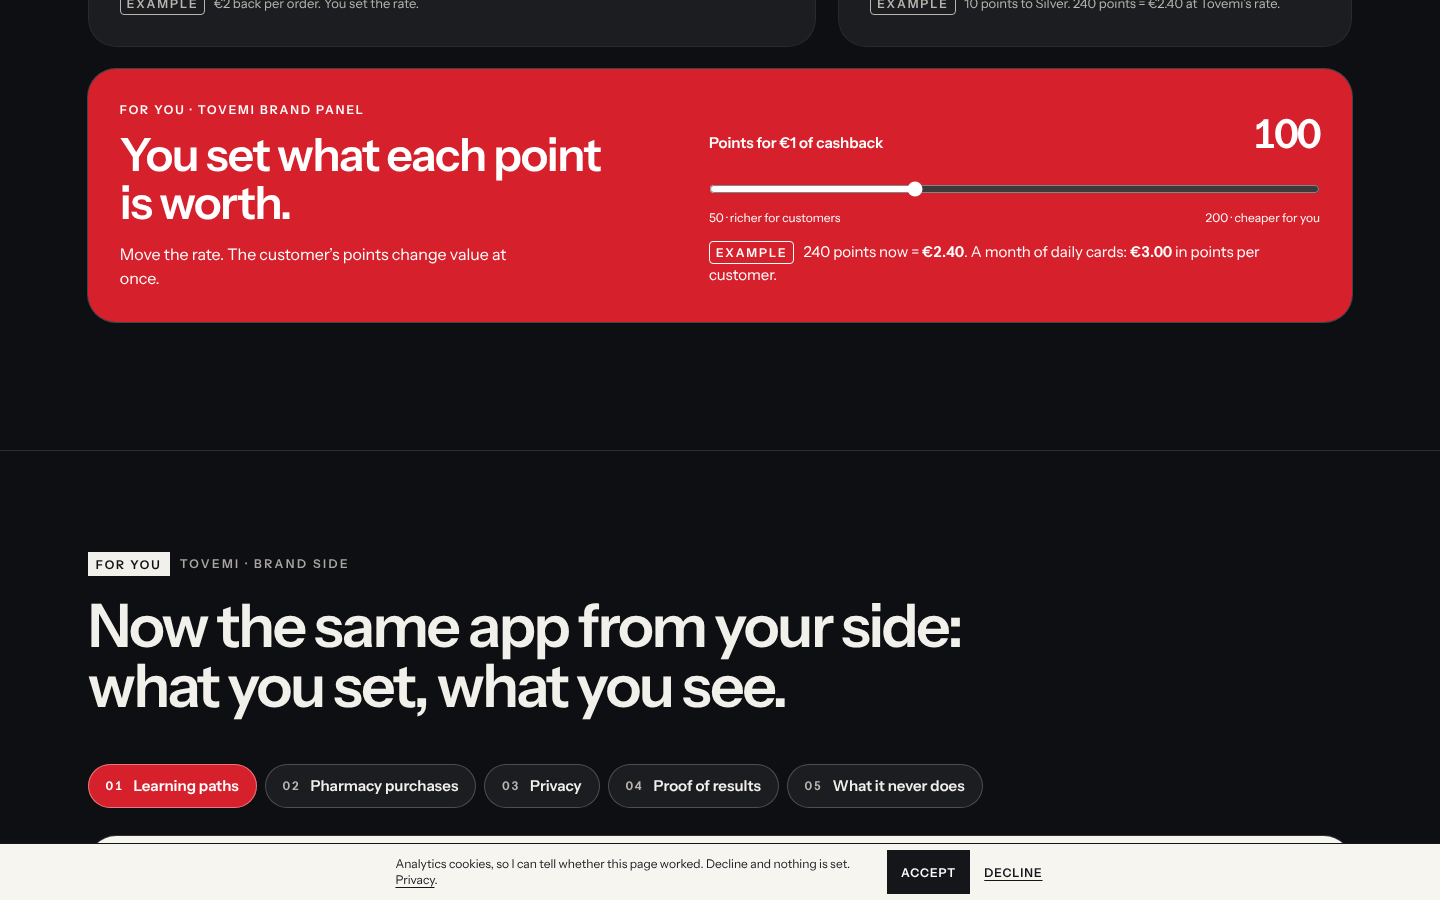 EXAMPLE €2 back per order. You set the rate.
EXAMPLE 10 points to Silver. 240 points = €2.40 at Tovemi's rate.
FOR YOU · TOVEMI BRAND PANEL
You set what each point
is worth.
Move the rate. The customer’s points change value at
once.
Points for €1 of cashback
100
50 · richer for customers
200 · cheaper for you
EXAMPLE 240 points now = €2.40. A month of daily cards: €3.00 in points per
customer.
FOR YOU TOVEMI · BRAND SIDE
Now the same app from your side:
what you set, what you see.
01 Learning paths
02 Pharmacy purchases
03 Privacy
04 Proof of results
05 What it never does
Analytics cookies, so I can tell whether this page worked. Decline and nothing is set.
Privacy.
ACCEPT
DECLINE